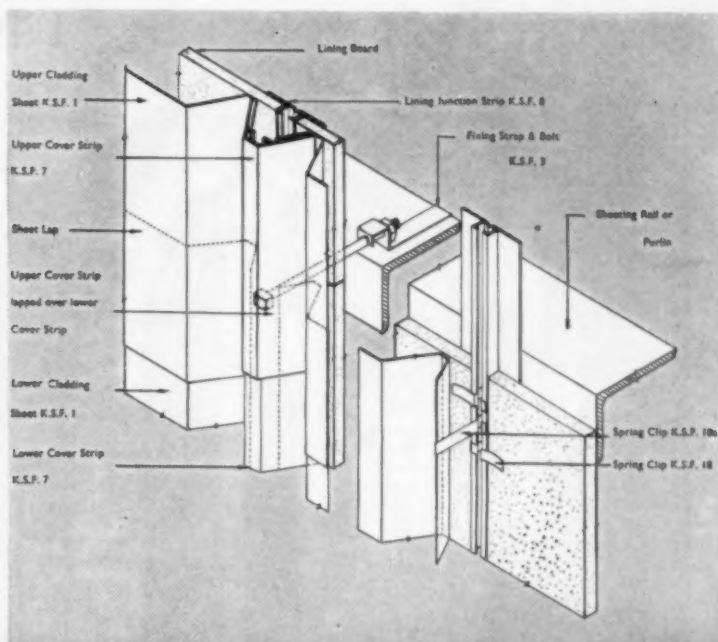 Lining Board
Upper Cladding
Sheet K.S.F. 1
Lining Junction Strip K.S.F. 8
Upper Cover Strip
K.S.F. 7
Fixing Strap & Bolt
K.S.F. 3
Sheeting Rail or
Purlin
Sheet Lap
Upper Cover Strip
lapped over lower
Cover Strip
Lower Cladding
Sheet K.S.F. 1
Spring Clip K.S.F. 18a
Lower Cover Strip
K.S.F. 7
Spring Clip K.S.F. 18